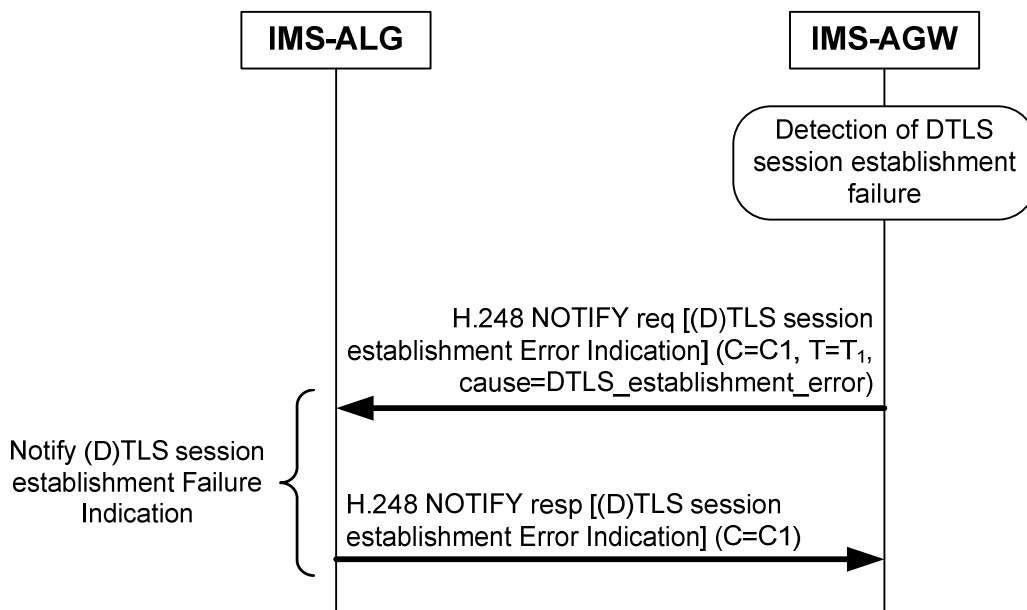 IMS-ALG
IMS-AGW
Detection of DTLS
session establishment
failure
H.248 NOTIFY req [(D)TLS session
establishment Error Indication] (C=C1, T=T₁,
cause=DTLS_establishment_error)
Notify (D)TLS session
establishment Failure
Indication
H.248 NOTIFY resp [(D)TLS session
establishment Error Indication] (C=C1)